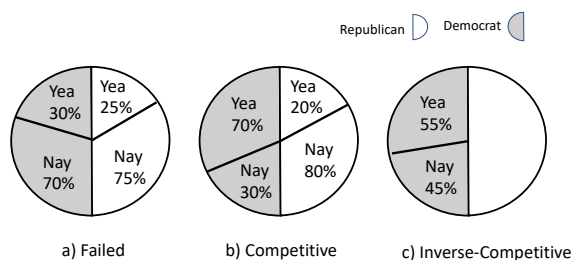 Republican Democrat
Yea
30%
Yea
25%
Nay
70%
Nay
75%
Yea
70%
Yea
20%
Nay
30%
Nay
80%
Yea
55%
Nay
45%
a) Failed b) Competitive c) Inverse-Competitive